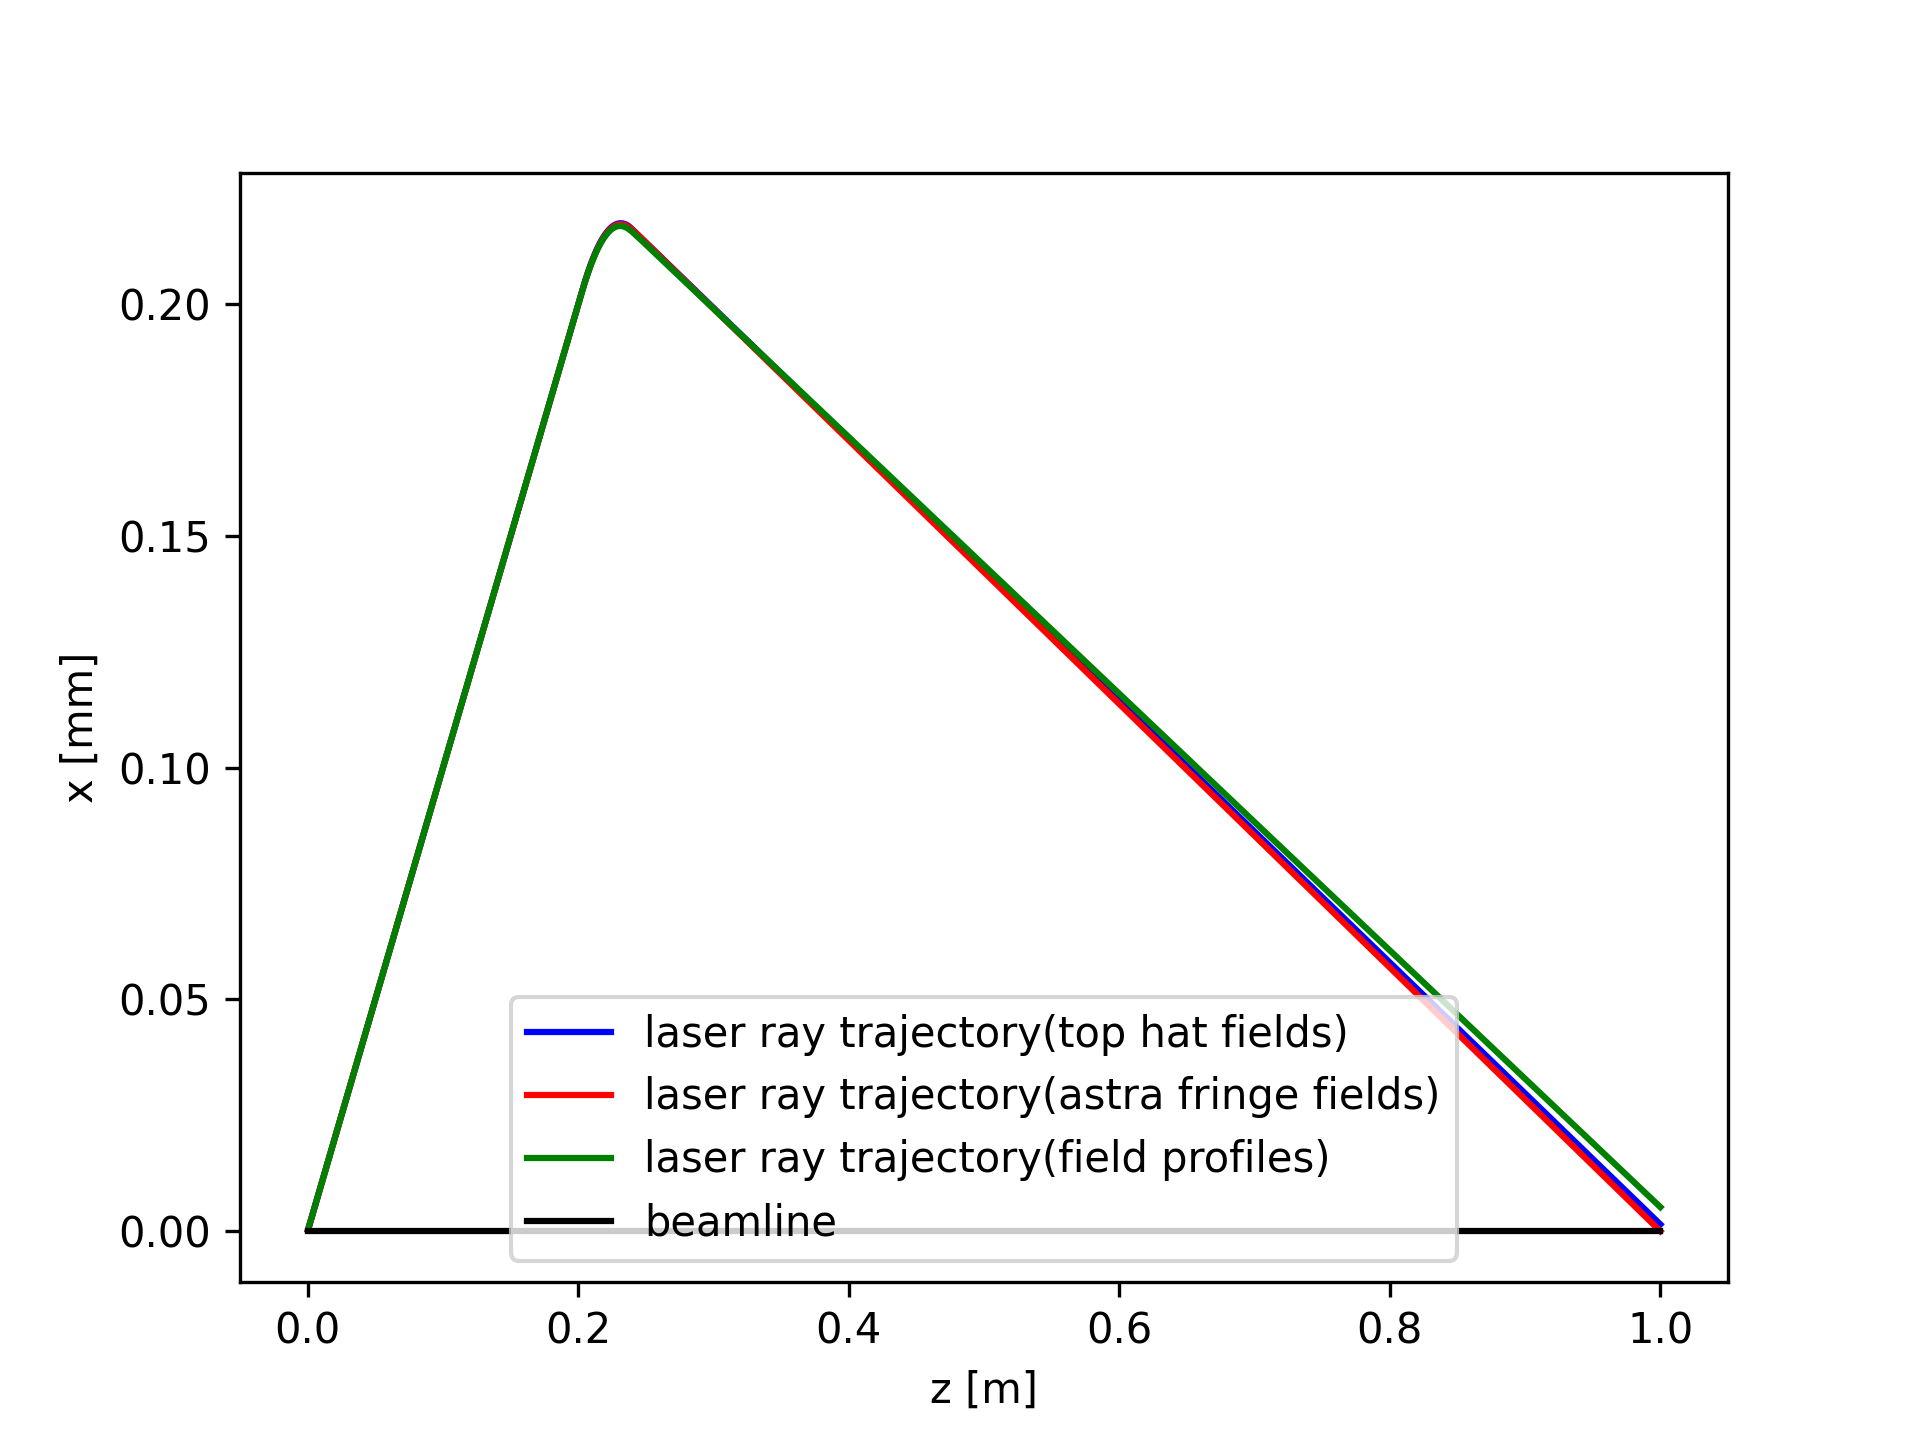 0.20
0.15
0.10
0.05
0.00
x [mm]
laser ray trajectory(top hat fields)
laser ray trajectory(astra fringe fields)
laser ray trajectory(field profiles)
beamline
0.0 0.2 0.4 0.6 0.8 1.0
z [m]